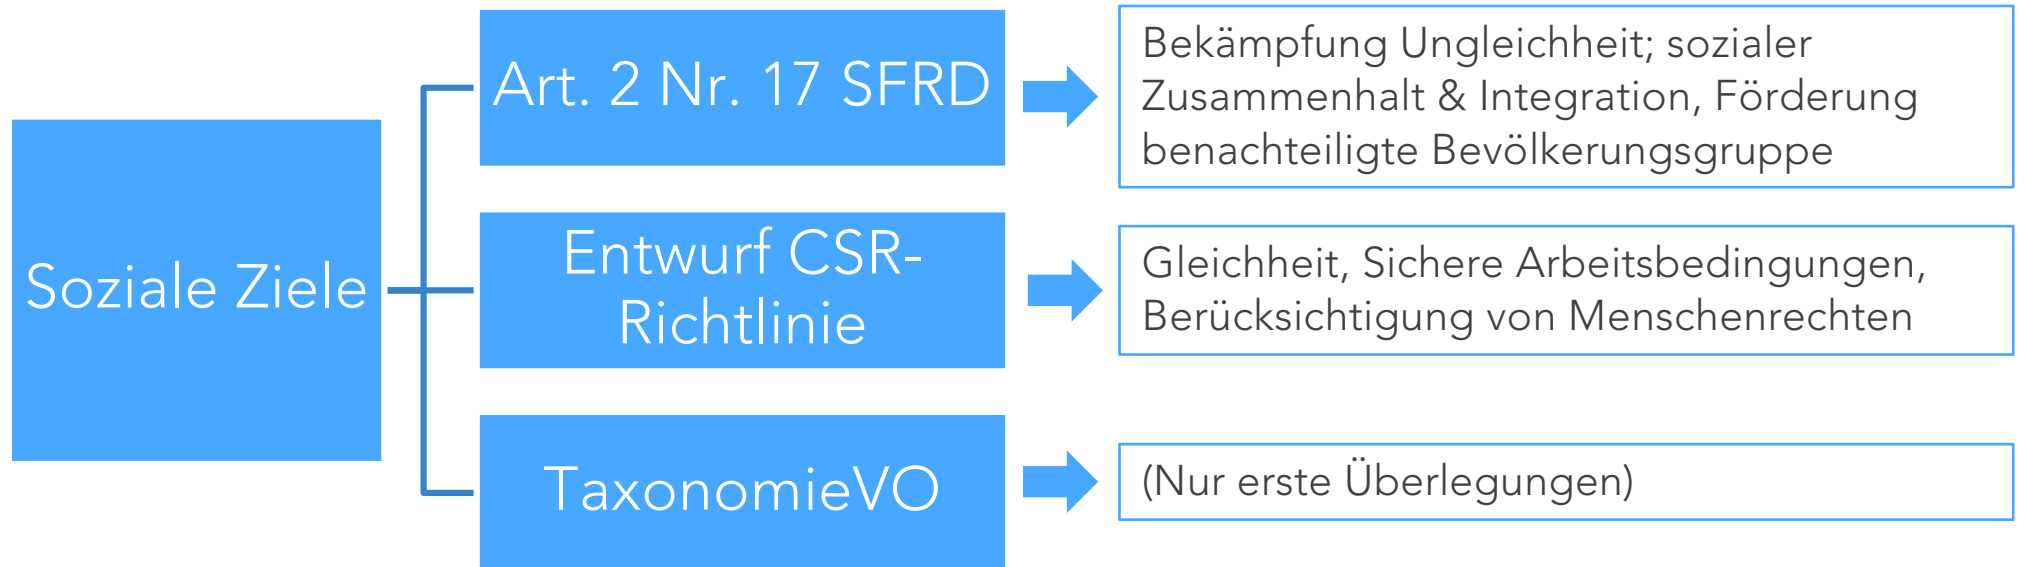 Soziale Ziele
Art. 2 Nr. 17 SFRD
Bekämpfung Ungleichheit; sozialer
Zusammenhalt & Integration, Förderung
benachteiligte Bevölkerungsgruppe
Entwurf CSR-
Richtlinie
Gleichheit, Sichere Arbeitsbedingungen,
Berücksichtigung von Menschenrechten
TaxonomieVO
(Nur erste Überlegungen)